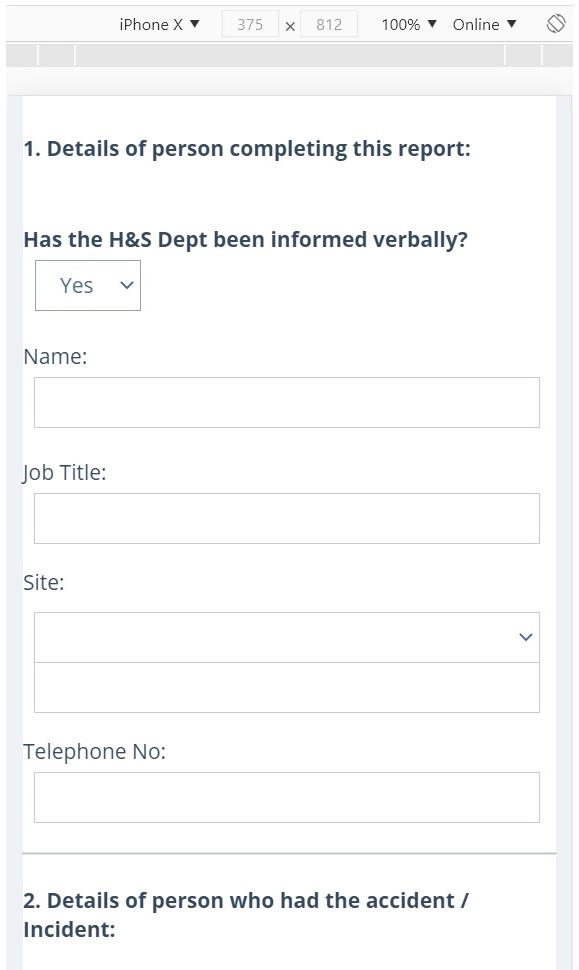 iPhone X ▼ 375 × 812 100% ▼ Online ▼
1. Details of person completing this report:
Has the H&S Dept been informed verbally?
Yes
Name:
Job Title:
Site:
Telephone No:
2. Details of person who had the accident /
Incident: